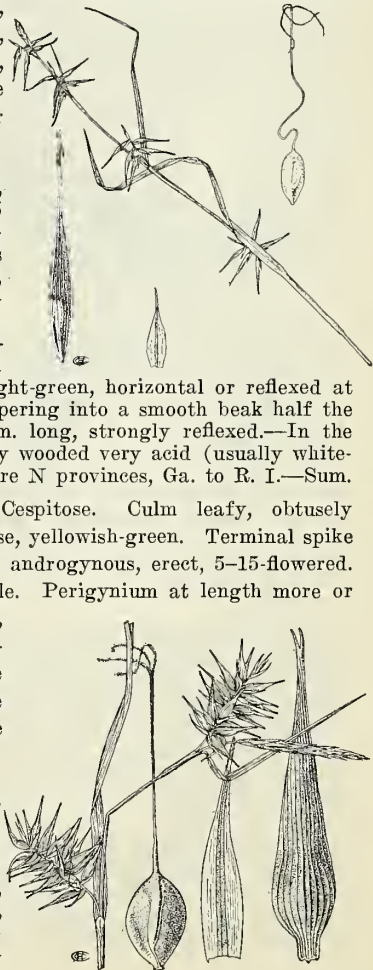 ght-green, horizontal or reflexed at
pering into a smooth beak half the
m. long, strongly reflexed.—In the
y wooded very acid (usually white-
re N provinces, Ga. to R. I.—Sum.
Cespitose. Culm leafy, obtusely
se, yellowish-green. Terminal spike
androgynous, erect, 5–15-flowered.
le. Perigynium at length more or